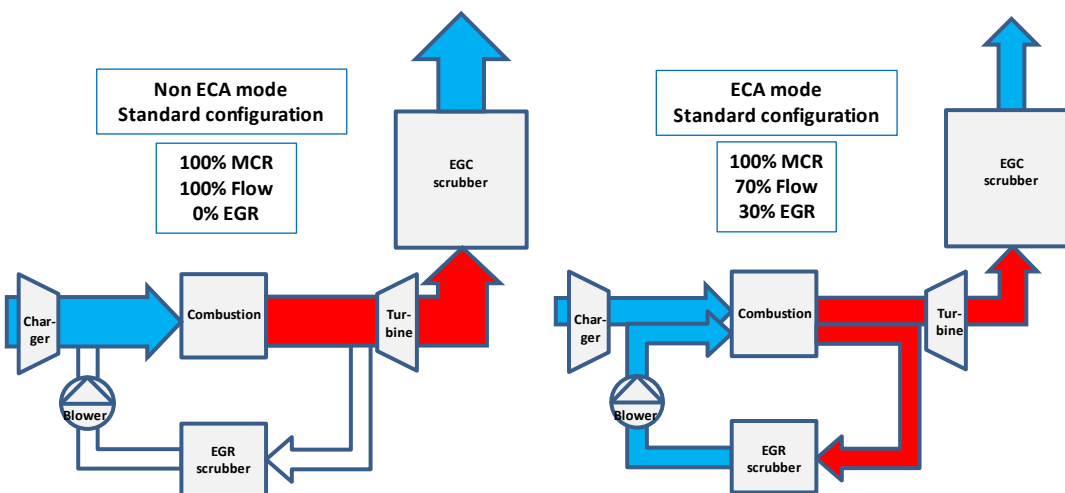 Non ECA mode
Standard configuration
100% MCR
100% Flow
0% EGR
EGC
scrubber
Char-
ger
Combustion
Tur-
bine
Blower
EGR
scrubber
ECA mode
Standard configuration
100% MCR
70% Flow
30% EGR
EGC
scrubber
Char-
ger
Combustion
Tur-
bine
Blower
EGR
scrubber